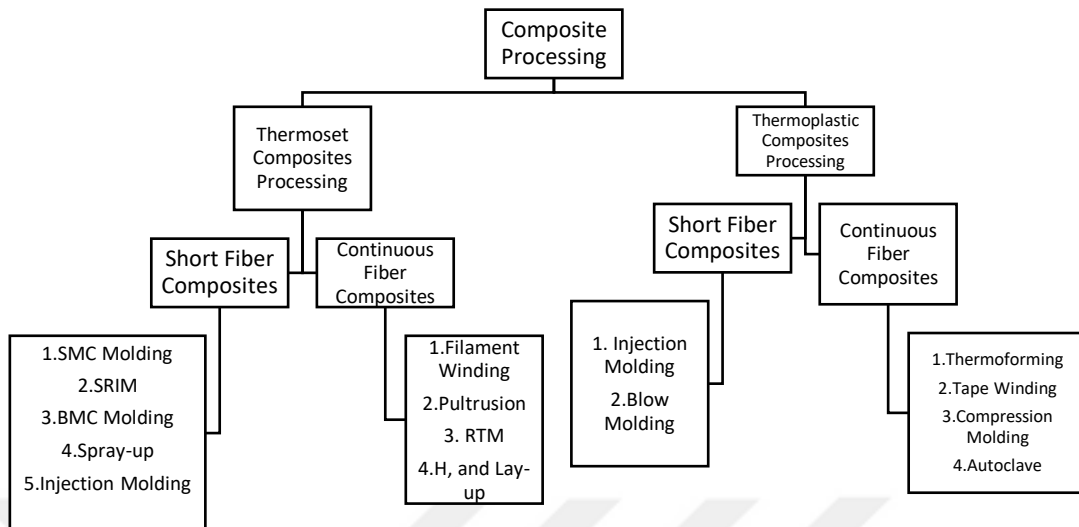 Composite
Processing
Thermoset
Composites
Processing
Thermoplastic
Composites
Processing
Short Fiber
Composites
Continuous
Fiber
Composites
Short Fiber
Composites
Continuous
Fiber
Composites
1.SMC Molding
2.SRIM
3.BMC Molding
4.Spray-up
5.Injection Molding
1.Filament
Winding
2.Pultrusion
3. RTM
4.H, and Lay-
up
1. Injection
Molding
2.Blow
Molding
1.Thermoforming
2.Tape Winding
3.Compression
Molding
4.Autoclave